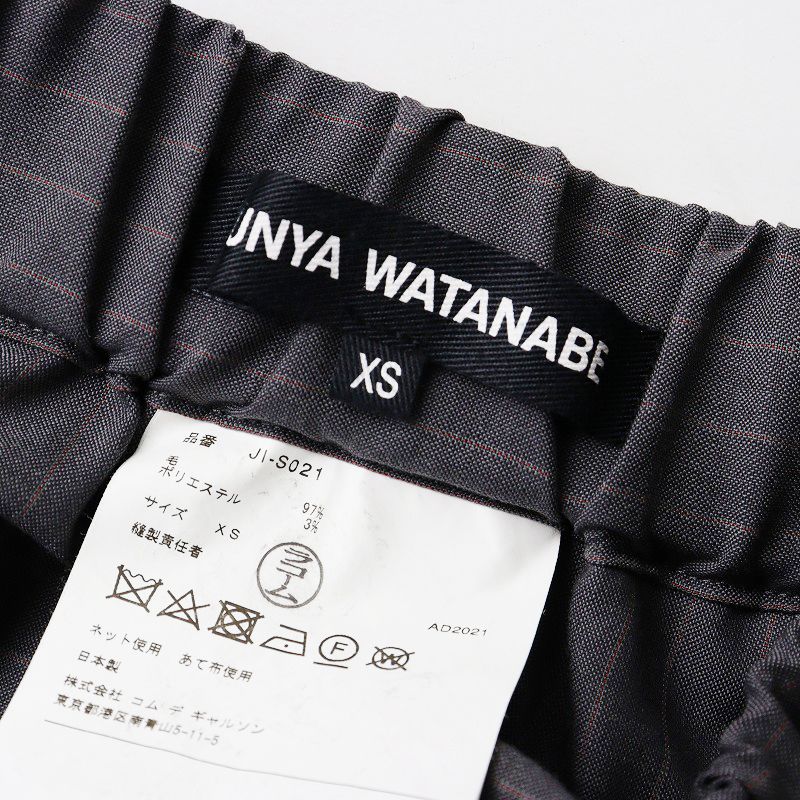 UNYA WATANABE
XS
品番 JI-S021
毛 97%
ポリエステル 3%
サイズ XS
縫製責任者 ラコム
AD2021
ネット使用 あて布使用
日本製
株式会社 コム デ ギャルソン
東京都港区南青山5-11-5